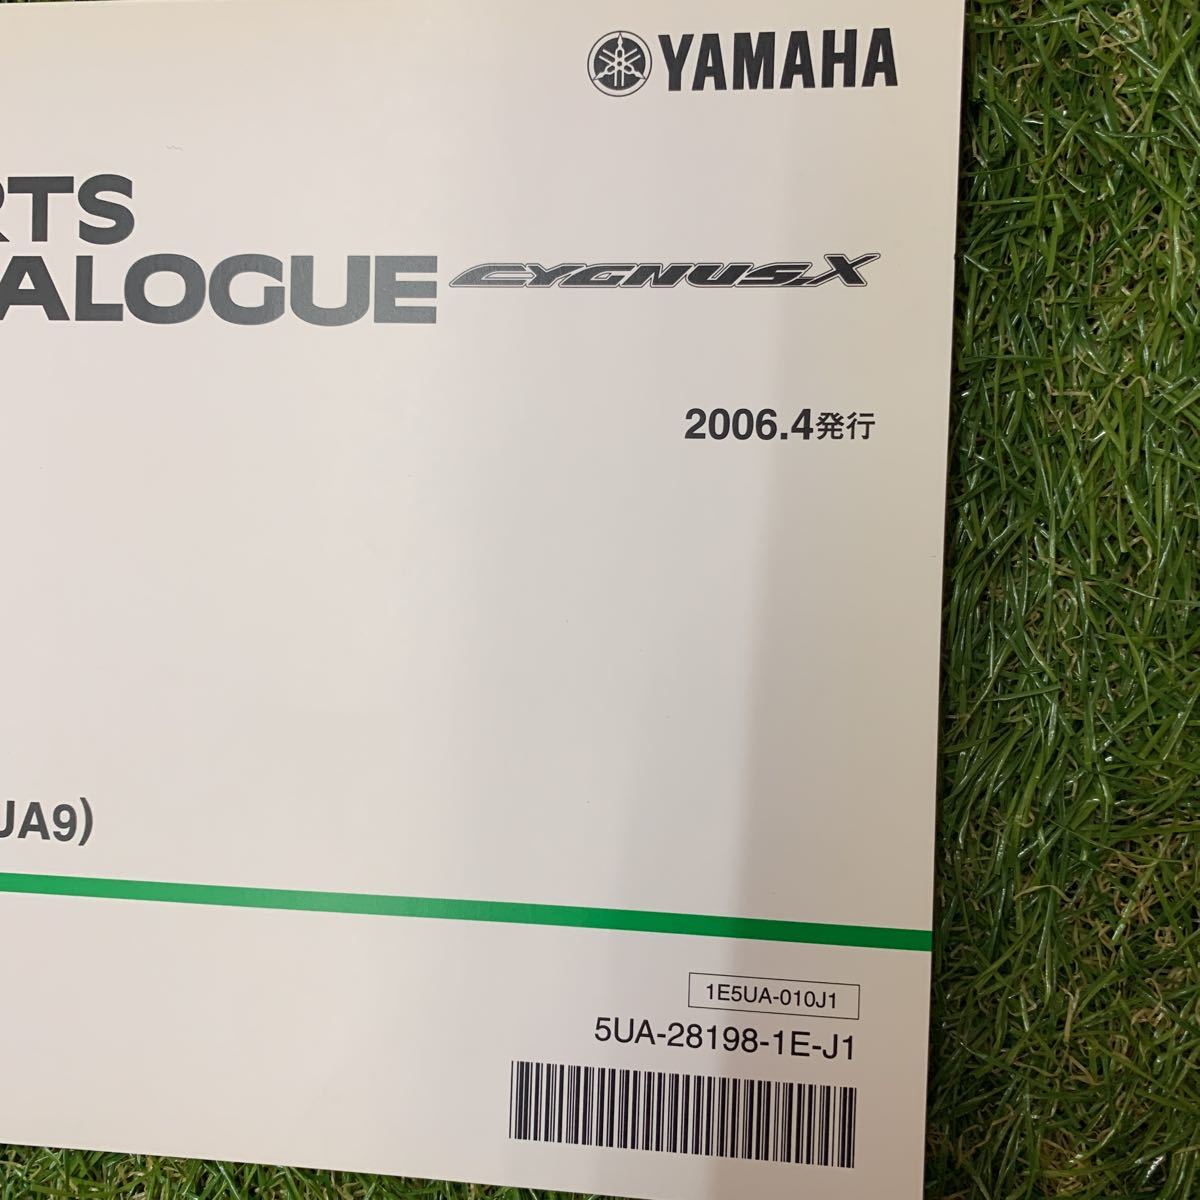 YAMAHA
RTS
ALOGUE CYGNUS,X
2006.4発行
UA9)
1E5UA-010J1
5UA-28198-1E-J1